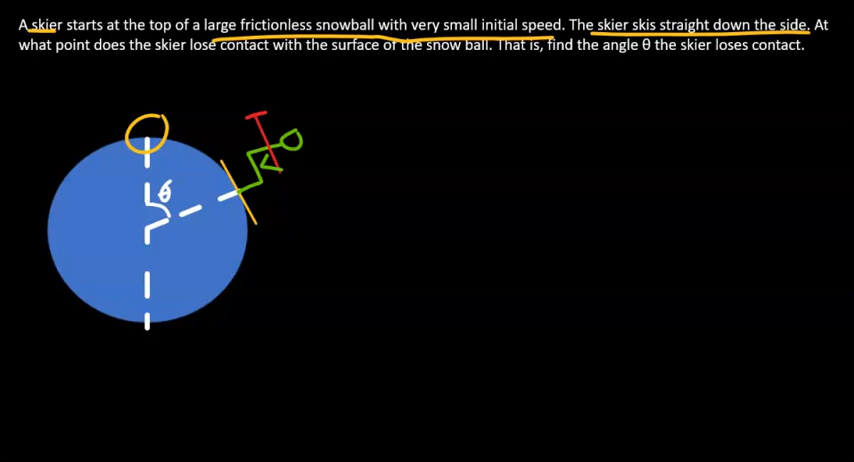 A skier starts at the top of a large frictionless snowball with very small initial speed. The skier skis straight down the side. At
what point does the skier lose contact with the surface of the snow ball. That is, find the angle θ the skier loses contact.
θ